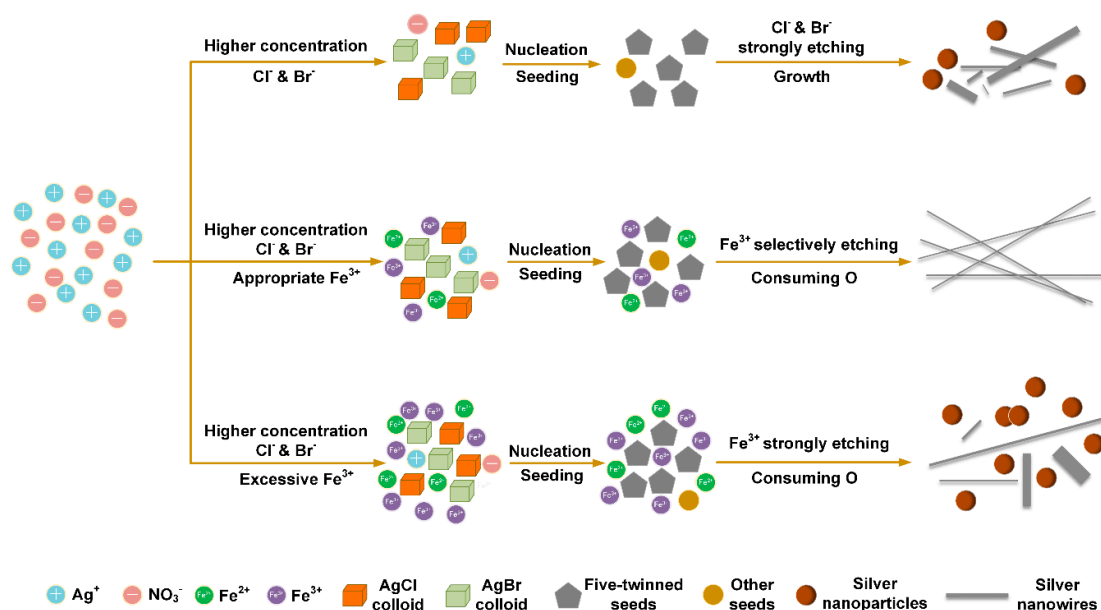 Higher concentration
Cl⁻ & Br⁻
Nucleation
Seeding
Cl⁻ & Br⁻
strongly etching
Growth
Higher concentration
Cl⁻ & Br⁻
Appropriate Fe³⁺
Nucleation
Seeding
Fe³⁺ selectively etching
Consuming O
Higher concentration
Cl⁻ & Br⁻
Excessive Fe³⁺
Nucleation
Seeding
Fe³⁺ strongly etching
Consuming O
Ag⁺
NO₃⁻
Fe²⁺
Fe³⁺
AgCl
colloid
AgBr
colloid
Five-twinned
seeds
Other
seeds
Silver
nanoparticles
Silver
nanowires